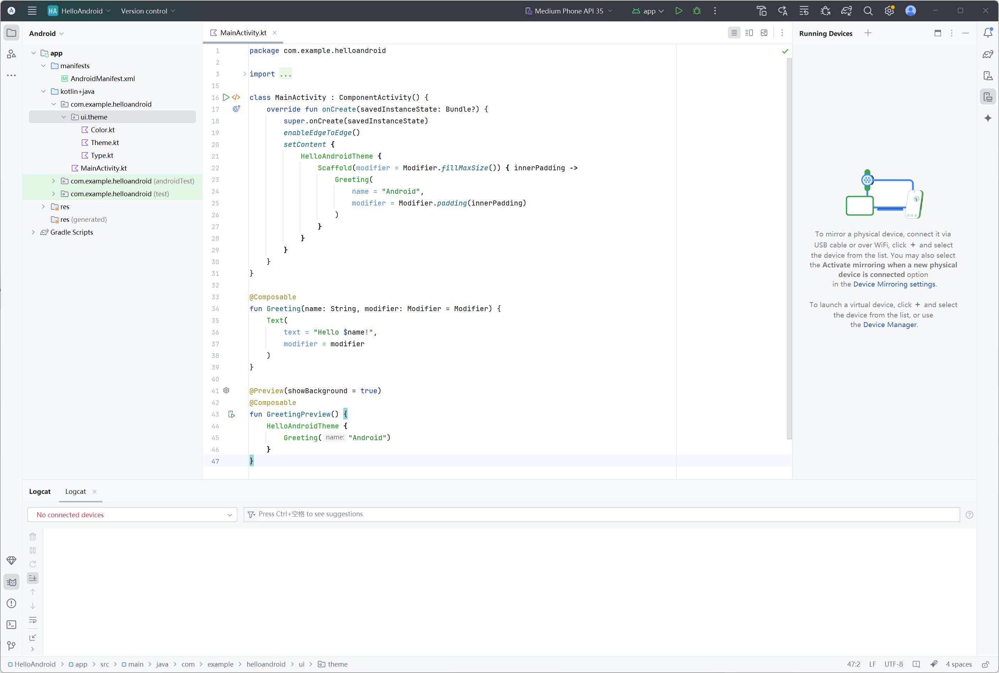 HA HelloAndroid Version control Medium Phone API 35 app
Android
app
manifests
AndroidManifest.xml
kotlin+java
com.example.helloandroid
ui.theme
Color.kt
Theme.kt
Type.kt
MainActivity.kt
com.example.helloandroid (androidTest)
com.example.helloandroid (test)
res
res (generated)
Gradle Scripts
MainActivity.kt
1 package com.example.helloandroid
2
3 import ...
15
16 class MainActivity : ComponentActivity() {
17 override fun onCreate(savedInstanceState: Bundle?) {
18 super.onCreate(savedInstanceState)
19 enableEdgeToEdge()
20 setContent {
21 HelloAndroidTheme {
22 Scaffold(modifier = Modifier.fillMaxSize()) { innerPadding ->
23 Greeting(
24 name = "Android",
25 modifier = Modifier.padding(innerPadding)
26 )
27 }
28 }
29 }
30 }
31 }
32
33 @Composable
34 fun Greeting(name: String, modifier: Modifier = Modifier) {
35 Text(
36 text = "Hello $name!",
37 modifier = modifier
38 )
39 }
40
41 @Preview(showBackground = true)
42 @Composable
43 fun GreetingPreview() {
44 HelloAndroidTheme {
45 Greeting( name: "Android")
46 }
47 }
Running Devices
To mirror a physical device, connect it via
USB cable or over WiFi, click + and select
the device from the list. You may also select
the Activate mirroring when a new physical
device is connected option
in the Device Mirroring settings.
To launch a virtual device, click + and select
the device from the list, or use
the Device Manager.
Logcat Logcat
No connected devices
Press Ctrl+空格 to see suggestions
HelloAndroid > app > src > main > java > com > example > helloandroid > ui > theme
47:2 LF UTF-8 4 spaces